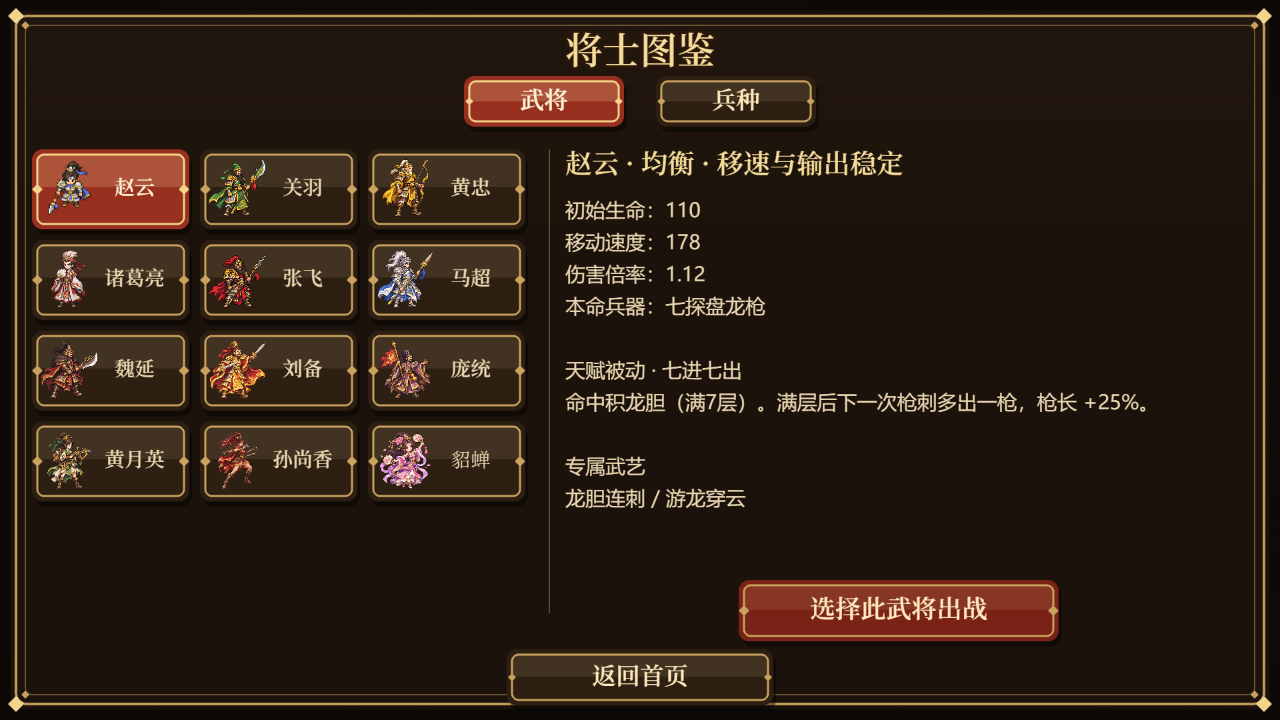 将士图鉴
武将
兵种
赵云
关羽
黄忠
诸葛亮
张飞
马超
魏延
刘备
庞统
黄月英
孙尚香
貂蝉
赵云 · 均衡 · 移速与输出稳定
初始生命：110
移动速度：178
伤害倍率：1.12
本命兵器：七探盘龙枪
天赋被动 · 七进七出
命中积龙胆（满7层）。满层后下一次枪刺多出一枪，枪长 +25%。
专属武艺
龙胆连刺 / 游龙穿云
选择此武将出战
返回首页